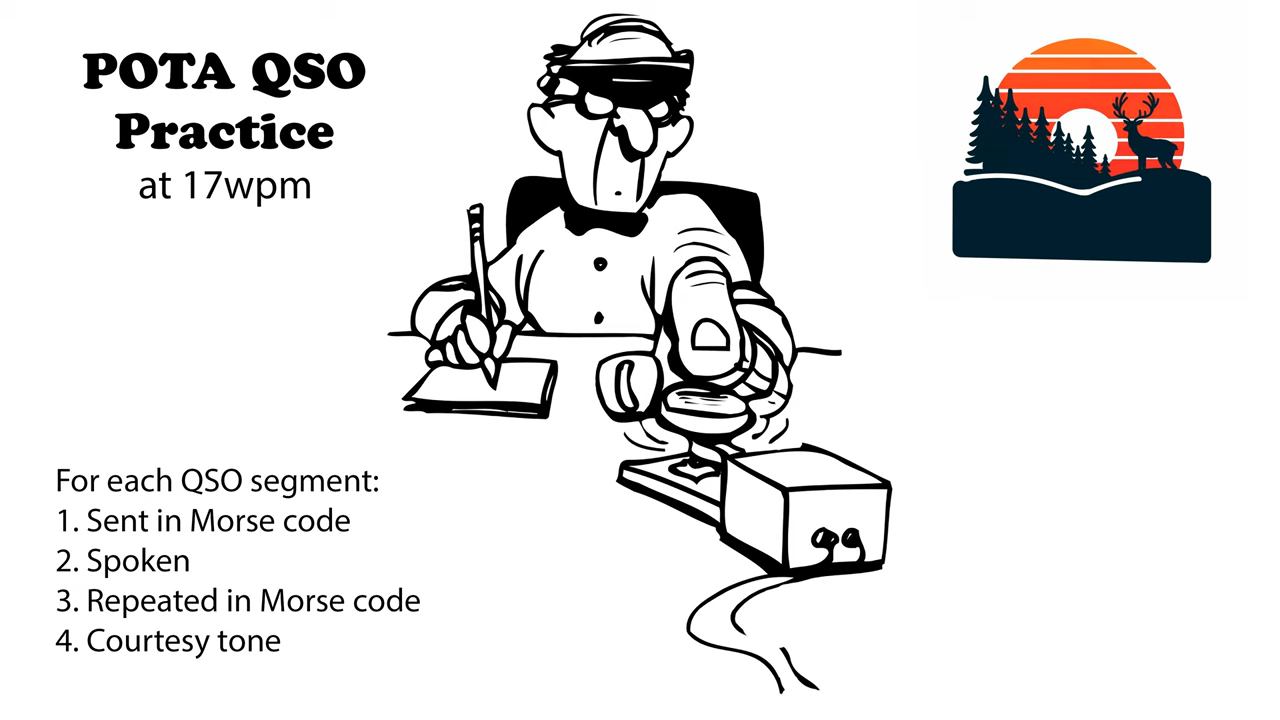 POTA QSO
Practice
at 17wpm
For each QSO segment:
1. Sent in Morse code
2. Spoken
3. Repeated in Morse code
4. Courtesy tone